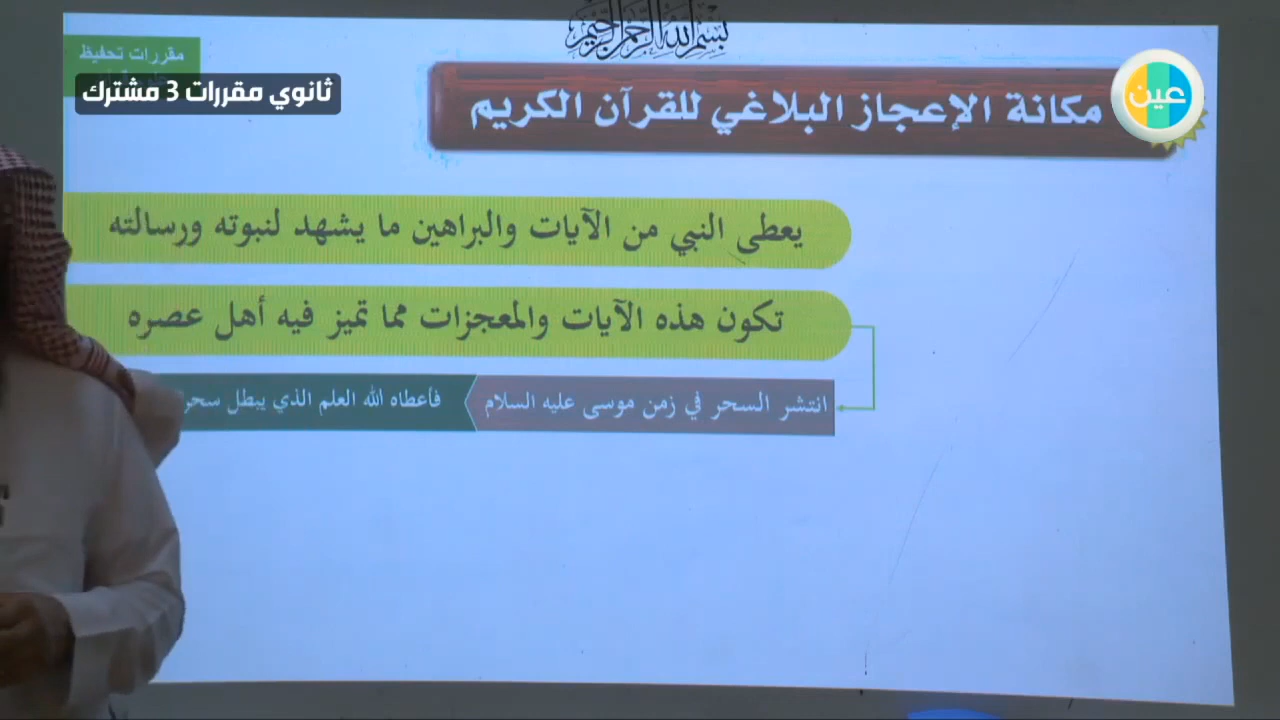 بسم الله الرحمن الرحيم
مقررات تحفيظ
ثانوي مقررات 3 مشترك
عين
مكانة الإعجاز البلاغي للقرآن الكريم
يعطى النبي من الآيات والبراهين ما يشهد لنبوته ورسالته
تكون هذه الآيات والمعجزات مما تميز فيه أهل عصره
انتشر السحر في زمن موسى عليه السلام
فأعطاه الله العلم الذي يبطل